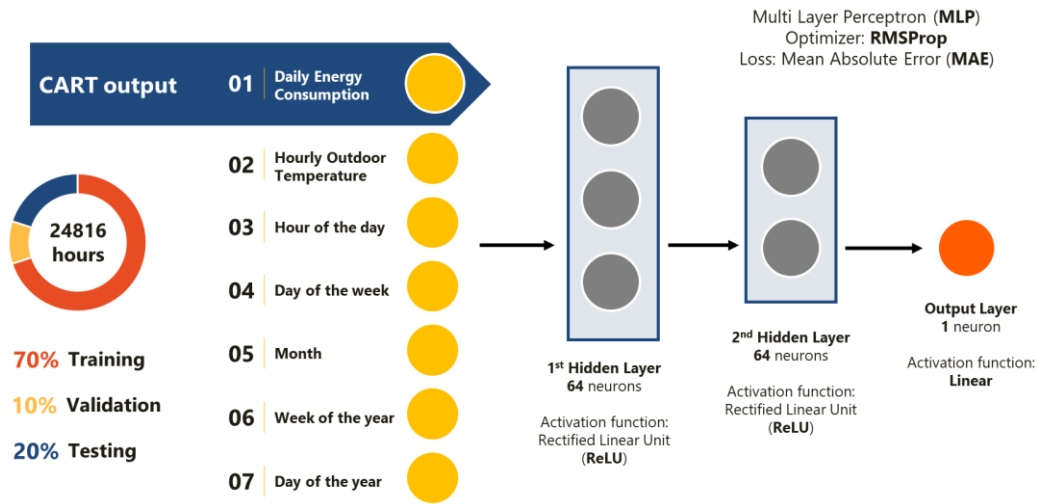 Multi Layer Perceptron (MLP)
Optimizer: RMSProp
Loss: Mean Absolute Error (MAE)
CART output
01
Daily Energy
Consumption
02
Hourly Outdoor
Temperature
03
Hour of the day
04
Day of the week
05
Month
06
Week of the year
07
Day of the year
24816
hours
70% Training
10% Validation
20% Testing
1st Hidden Layer
64 neurons
Activation function:
Rectified Linear Unit
(ReLU)
2nd Hidden Layer
64 neurons
Activation function:
Rectified Linear Unit
(ReLU)
Output Layer
1 neuron
Activation function:
Linear